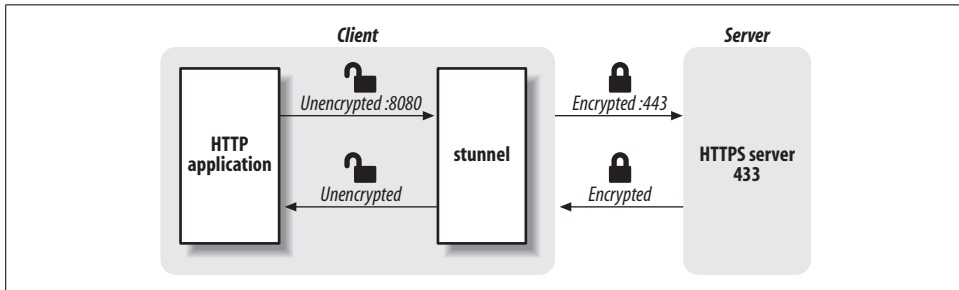 Client
Server
Unencrypted :8080
Encrypted :443
HTTP
application
stunnel
HTTPS server
433
Unencrypted
Encrypted